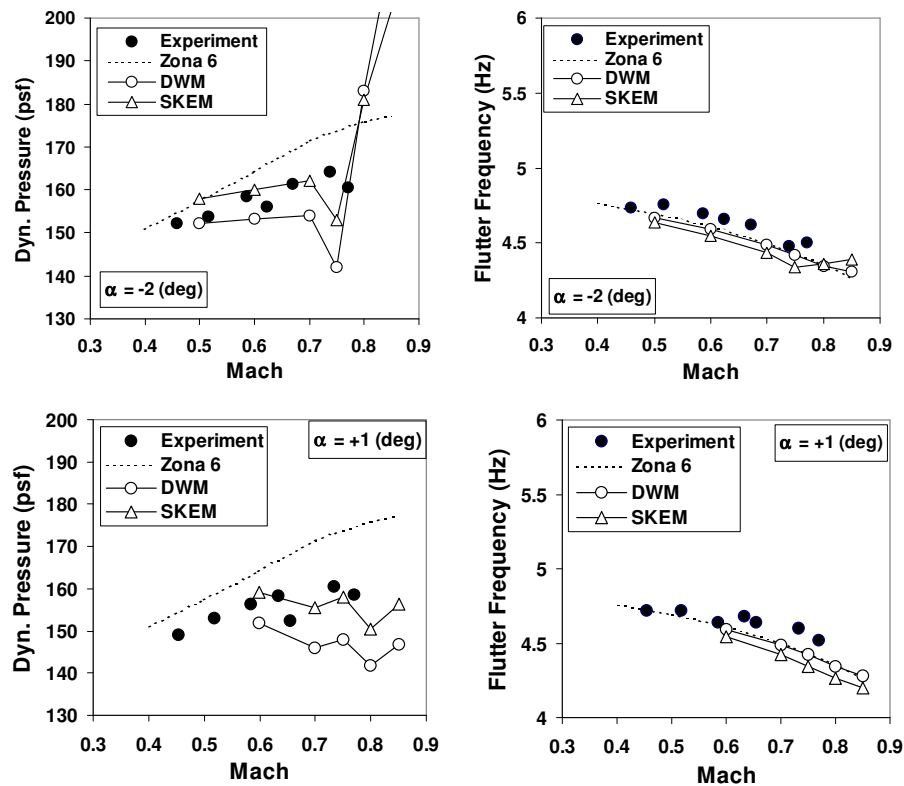 200
190
180
170
160
150
140
130
Dyn. Pressure (psf)
Experiment
Zona 6
DWM
SKEM
α = -2 (deg)
0.3 0.4 0.5 0.6 0.7 0.8 0.9
Mach
6
5.5
5
4.5
4
Flutter Frequency (Hz)
Experiment
Zona 6
DWM
SKEM
α = -2 (deg)
0.3 0.4 0.5 0.6 0.7 0.8 0.9
Mach
200
190
180
170
160
150
140
130
Dyn. Pressure (psf)
Experiment
Zona 6
DWM
SKEM
α = +1 (deg)
0.3 0.4 0.5 0.6 0.7 0.8 0.9
Mach
6
5.5
5
4.5
4
Flutter Frequency (Hz)
Experiment
Zona 6
DWM
SKEM
α = +1 (deg)
0.3 0.4 0.5 0.6 0.7 0.8 0.9
Mach